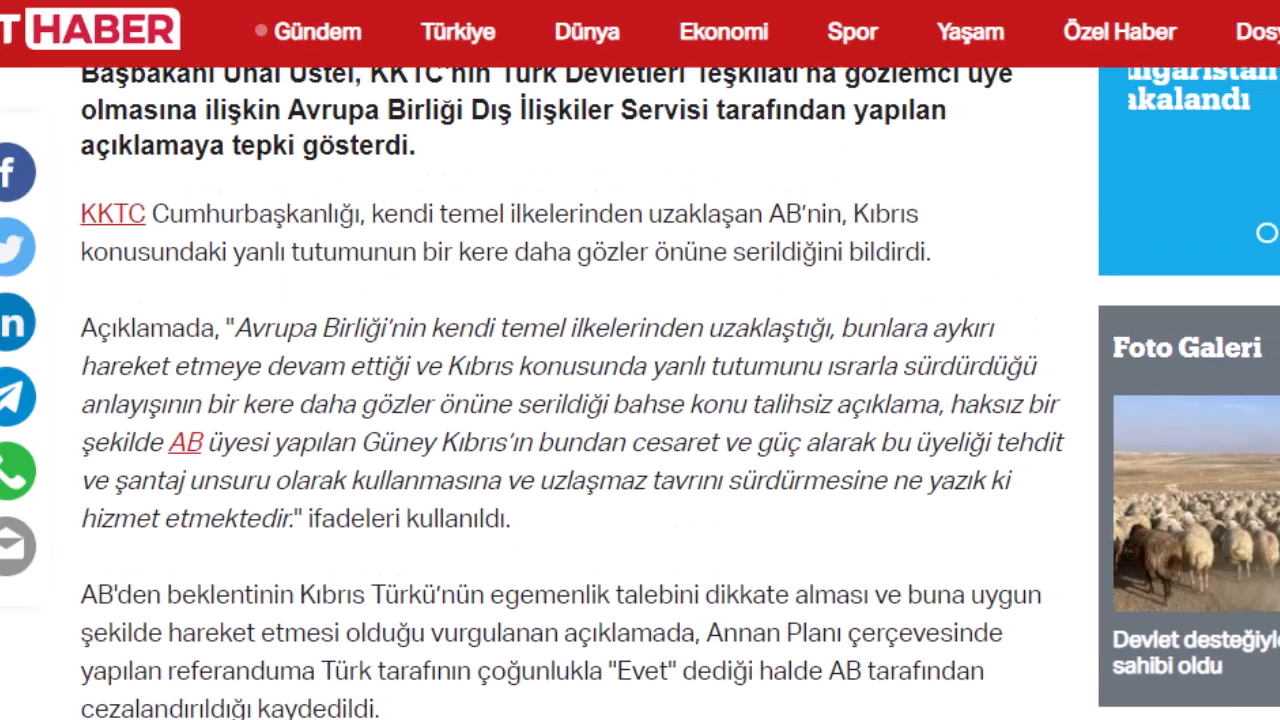 T HABER
Gündem Türkiye Dünya Ekonomi Spor Yaşam Özel Haber
Başbakanı Ünal Üstel, KKTC'nin Türk Devletleri Teşkilatı'na gözlemci üye
olmasına ilişkin Avrupa Birliği Dış İlişkiler Servisi tarafından yapılan
açıklamaya tepki gösterdi.
KKTC Cumhurbaşkanlığı, kendi temel ilkelerinden uzaklaşan AB’nin, Kıbrıs
konusundaki yanlı tutumunun bir kere daha gözler önüne serildiğini bildirdi.
Açıklamada, "Avrupa Birliği’nin kendi temel ilkelerinden uzaklaştığı, bunlara aykırı
hareket etmeye devam ettiği ve Kıbrıs konusunda yanlı tutumunu ısrarla sürdürdüğü
anlayışının bir kere daha gözler önüne serildiği bahse konu talihsiz açıklama, haksız bir
şekilde AB üyesi yapılan Güney Kıbrıs’ın bundan cesaret ve güç alarak bu üyeliği tehdit
ve şantaj unsuru olarak kullanmasına ve uzlaşmaz tavrını sürdürmesine ne yazık ki
hizmet etmektedir." ifadeleri kullanıldı.
AB'den beklentinin Kıbrıs Türkü’nün egemenlik talebini dikkate alması ve buna uygun
şekilde hareket etmesi olduğu vurgulanan açıklamada, Annan Planı çerçevesinde
yapılan referanduma Türk tarafının çoğunlukla "Evet" dediği halde AB tarafından
cezalandırıldığı kaydedildi.
akalandı
Foto Galeri
Devlet desteğiyle
sahibi oldu